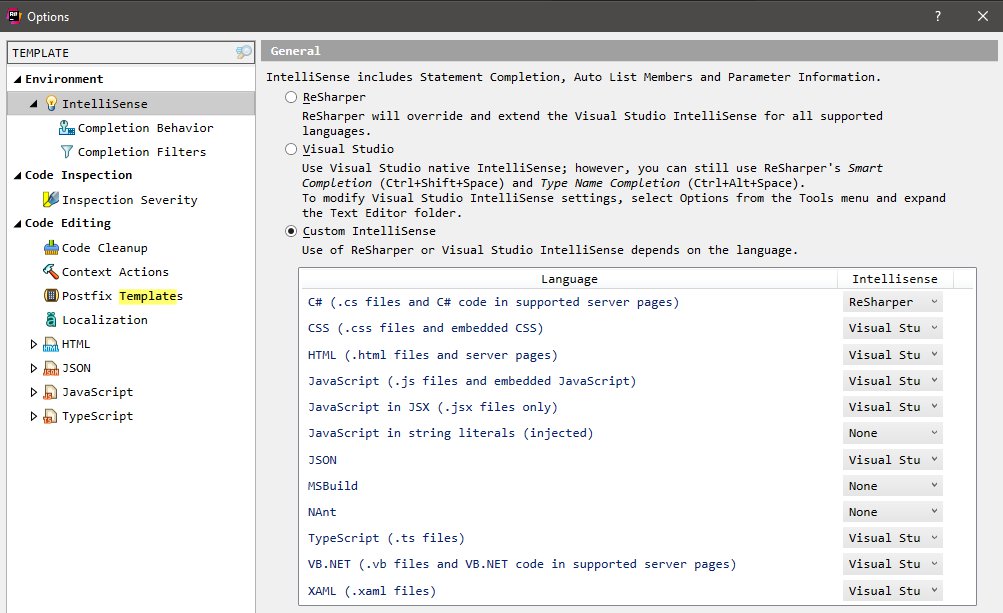 Options
TEMPLATE
Environment
IntelliSense
Completion Behavior
Completion Filters
Code Inspection
Inspection Severity
Code Editing
Code Cleanup
Context Actions
Postfix Templates
Localization
HTML
JSON
JavaScript
TypeScript
General
IntelliSense includes Statement Completion, Auto List Members and Parameter Information.
ReSharper
ReSharper will override and extend the Visual Studio IntelliSense for all supported
languages.
Visual Studio
Use Visual Studio native IntelliSense; however, you can still use ReSharper's Smart
Completion (Ctrl+Shift+Space) and Type Name Completion (Ctrl+Alt+Space).
To modify Visual Studio IntelliSense settings, select Options from the Tools menu and expand
the Text Editor folder.
Custom IntelliSense
Use of ReSharper or Visual Studio IntelliSense depends on the language.
Language Intellisense
C# (.cs files and C# code in supported server pages) ReSharper
CSS (.css files and embedded CSS) Visual Stu
HTML (.html files and server pages) Visual Stu
JavaScript (.js files and embedded JavaScript) Visual Stu
JavaScript in JSX (.jsx files only) Visual Stu
JavaScript in string literals (injected) None
JSON Visual Stu
MSBuild None
NAnt None
TypeScript (.ts files) Visual Stu
VB.NET (.vb files and VB.NET code in supported server pages) Visual Stu
XAML (.xaml files) Visual Stu